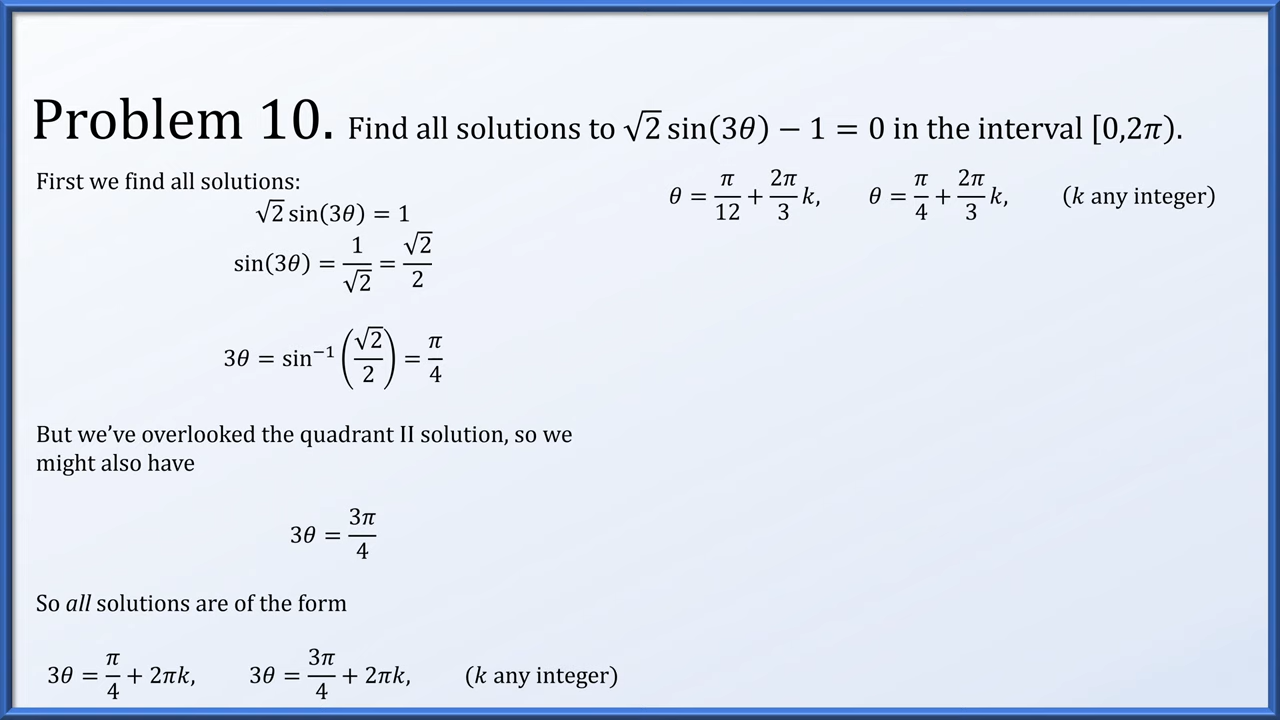 Problem 10. Find all solutions to √2 sin(3θ) − 1 = 0 in the interval [0,2π).
First we find all solutions:
√2 sin(3θ) = 1
sin(3θ) = 1/√2 = √2/2
3θ = sin⁻¹(√2/2) = π/4
But we’ve overlooked the quadrant II solution, so we
might also have
3θ = 3π/4
So all solutions are of the form
3θ = π/4 + 2πk, 3θ = 3π/4 + 2πk, (k any integer)
θ = π/12 + 2π/3 k, θ = π/4 + 2π/3 k, (k any integer)